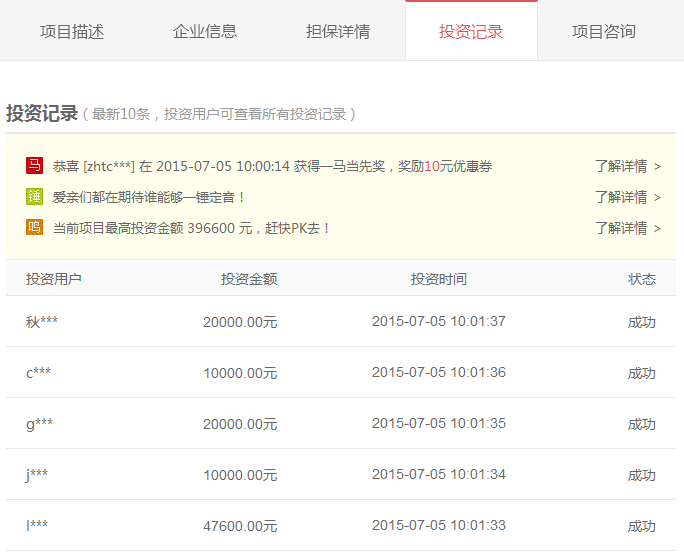 项目描述 企业信息 担保详情 投资记录 项目咨询
投资记录 ( 最新10条，投资用户可查看所有投资记录 )
马 恭喜 [zhtc***] 在 2015-07-05 10:00:14 获得一马当先奖，奖励10元优惠券 了解详情 >
锤 爱亲们都在期待谁能够一锤定音！ 了解详情 >
鸣 当前项目最高投资金额 396600 元，赶快PK去！ 了解详情 >
投资用户 投资金额 投资时间 状态
秋*** 20000.00元 2015-07-05 10:01:37 成功
c*** 10000.00元 2015-07-05 10:01:36 成功
g*** 20000.00元 2015-07-05 10:01:35 成功
j*** 10000.00元 2015-07-05 10:01:34 成功
l*** 47600.00元 2015-07-05 10:01:33 成功